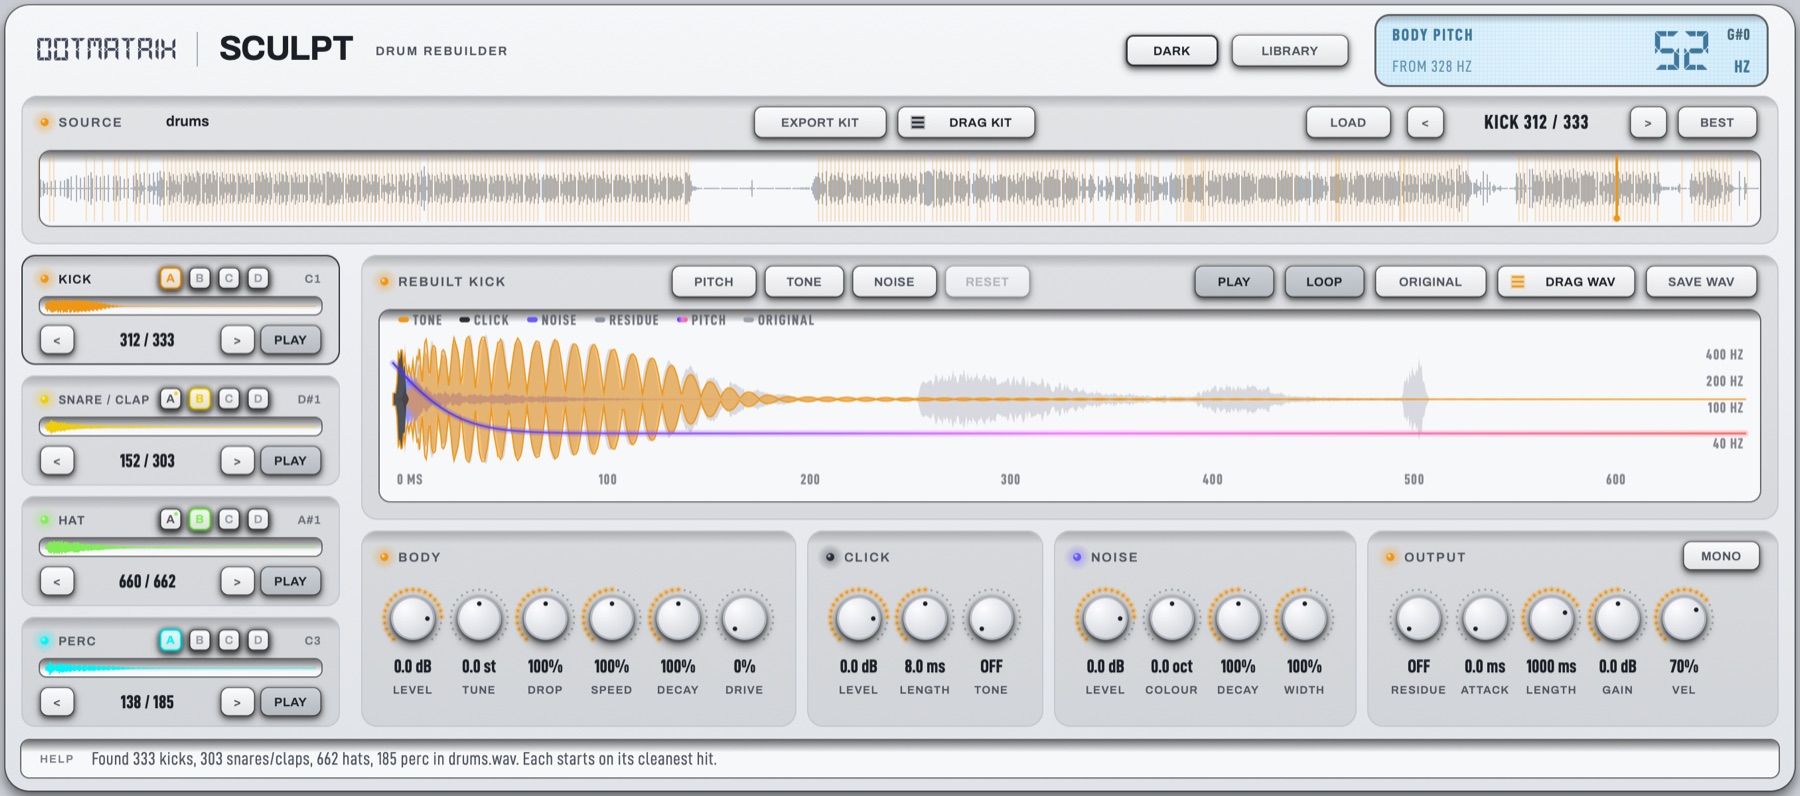 DOTMATRIX SCULPT DRUM REBUILDER DARK LIBRARY
BODY PITCH G#0
FROM 328 HZ 52 HZ
SOURCE drums EXPORT KIT DRAG KIT LOAD < KICK 312 / 333 > BEST
KICK A B C D C1
< 312 / 333 > PLAY
SNARE / CLAP A B C D D#1
< 152 / 303 > PLAY
HAT A B C D A#1
< 660 / 662 > PLAY
PERC A B C D C3
< 138 / 185 > PLAY
REBUILT KICK PITCH TONE NOISE RESET PLAY LOOP ORIGINAL DRAG WAV SAVE WAV
TONE CLICK NOISE RESIDUE PITCH ORIGINAL
400 HZ
200 HZ
100 HZ
40 HZ
0 MS 100 200 300 400 500 600
BODY
0.0 dB 0.0 st 100% 100% 100% 0%
LEVEL TUNE DROP SPEED DECAY DRIVE
CLICK
0.0 dB 8.0 ms OFF
LEVEL LENGTH TONE
NOISE
0.0 dB 0.0 oct 100% 100%
LEVEL COLOUR DECAY WIDTH
OUTPUT MONO
OFF 0.0 ms 1000 ms 0.0 dB 70%
RESIDUE ATTACK LENGTH GAIN VEL
HELP Found 333 kicks, 303 snares/claps, 662 hats, 185 perc in drums.wav. Each starts on its cleanest hit.